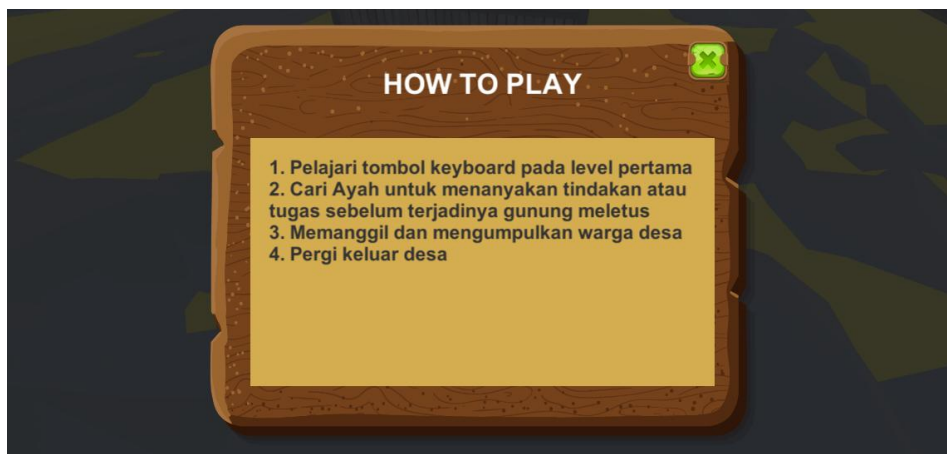 HOW TO PLAY
1. Pelajari tombol keyboard pada level pertama
2. Cari Ayah untuk menanyakan tindakan atau
tugas sebelum terjadinya gunung meletus
3. Memanggil dan mengumpulkan warga desa
4. Pergi keluar desa